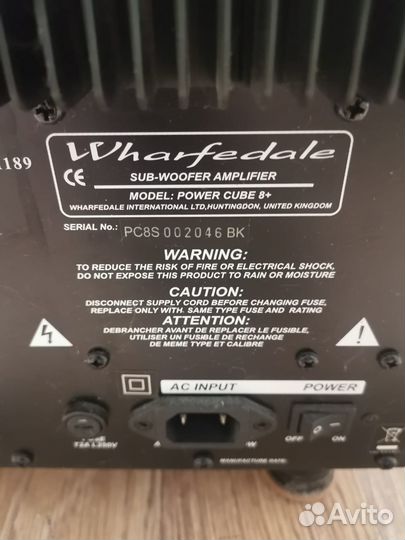 1189
Wharfedale
CE
SUB-WOOFER AMPLIFIER
MODEL: POWER CUBE 8+
WHARFEDALE INTERNATIONAL LTD, HUNTINGDON, UNITED KINGDOM
SERIAL No.: PC8S 002046 BK
WARNING:
TO REDUCE THE RISK OF FIRE OR ELECTRICAL SHOCK,
DO NOT EXPOSE THIS PRODUCT TO RAIN OR MOISTURE
CAUTION:
DISCONNECT SUPPLY CORD BEFORE CHANGING FUSE,
REPLACE ONLY WITH SAME TYPE FUSE AND RATING
ATTENTION:
DEBRANCHER AVANT DE REPLACER LE FUSIBLE,
UTILISER UN FUSIBLE DE RECHANGE
DE MEME TYPE ET CALIBRE
AC INPUT POWER
OFF ON
MANUFACTURE DATE:
Avito